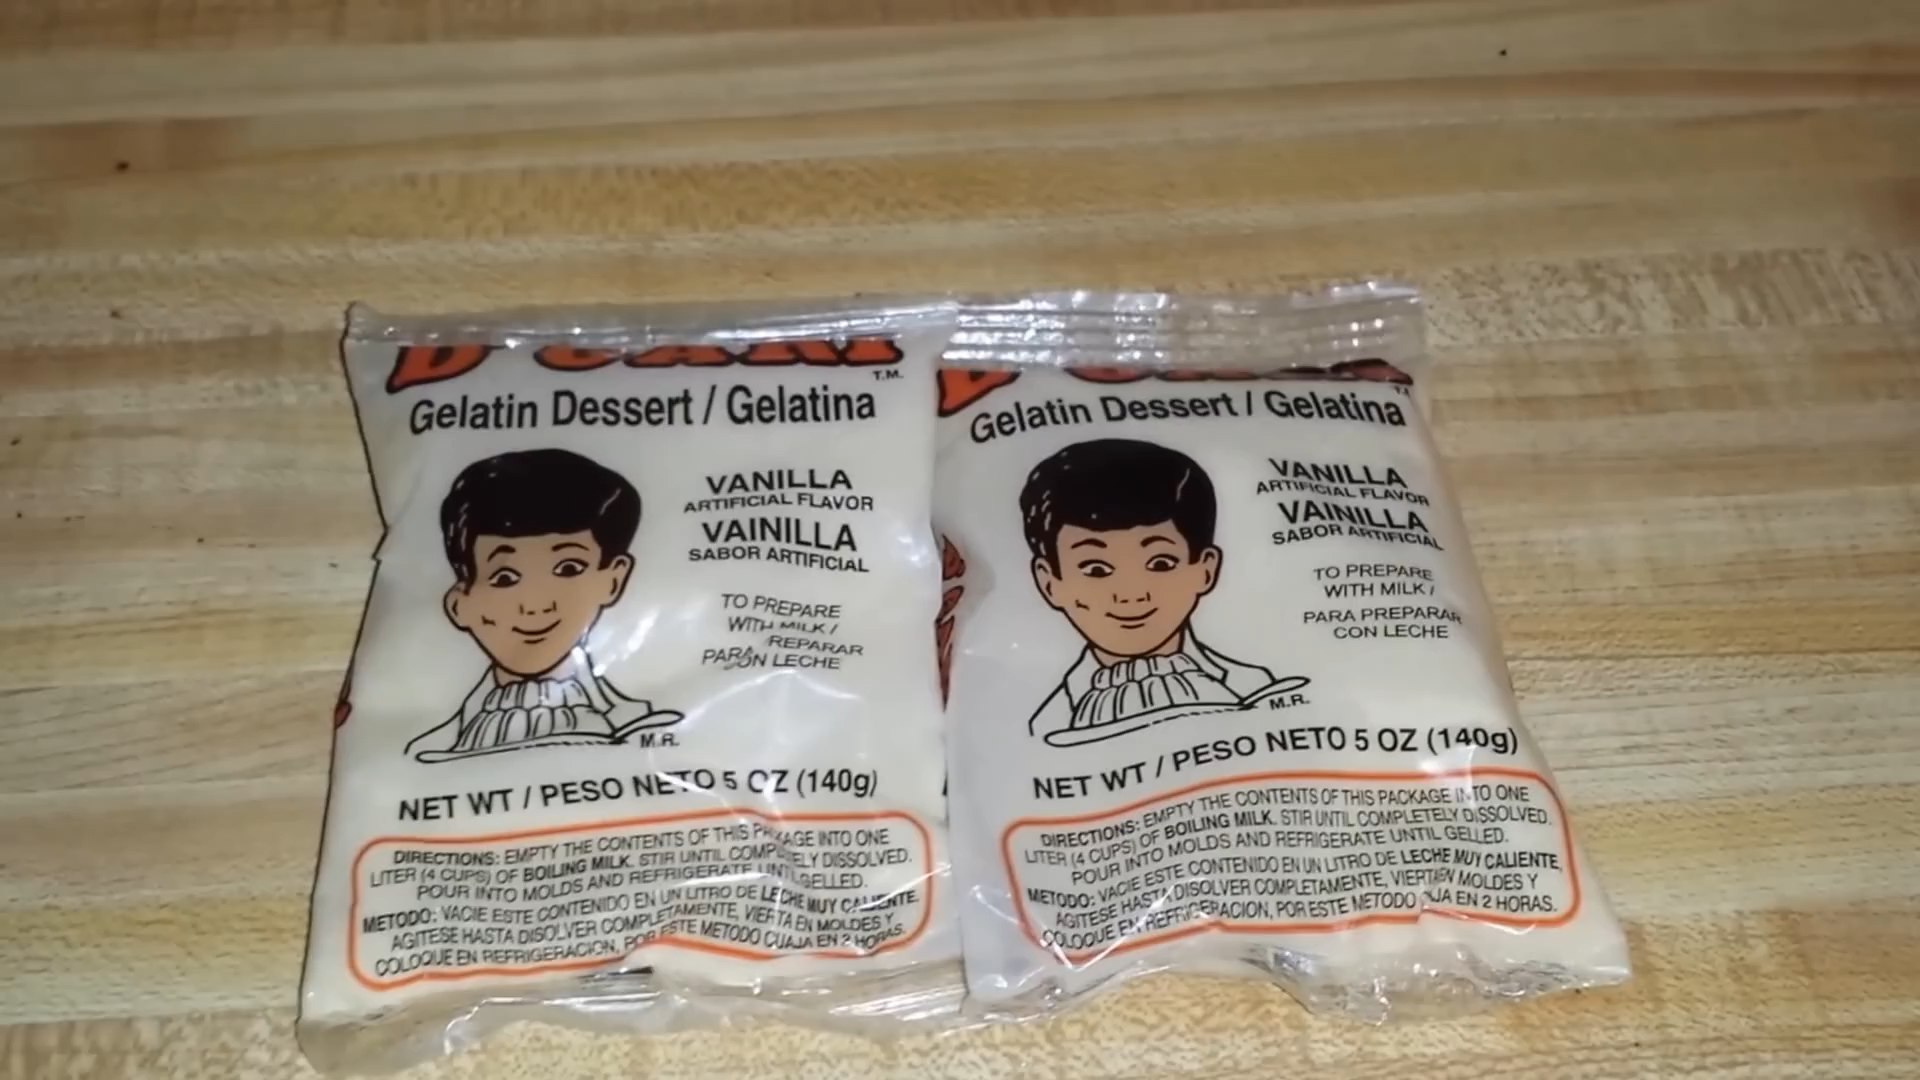 D'GARI
T.M.
Gelatin Dessert / Gelatina
VANILLA
ARTIFICIAL FLAVOR
VAINILLA
SABOR ARTIFICIAL
TO PREPARE
WITH MILK /
PARA PREPARAR
CON LECHE
M.R.
NET WT / PESO NETO 5 OZ (140g)
DIRECTIONS: EMPTY THE CONTENTS OF THIS PACKAGE INTO ONE
LITER (4 CUPS) OF BOILING MILK. STIR UNTIL COMPLETELY DISSOLVED.
POUR INTO MOLDS AND REFRIGERATE UNTIL GELLED.
METODO: VACIE ESTE CONTENIDO EN UN LITRO DE LECHE MUY CALIENTE.
AGITESE HASTA DISOLVER COMPLETAMENTE, VIERTA EN MOLDES Y
COLOQUE EN REFRIGERACION, POR ESTE METODO CUAJA EN 2 HORAS.
Gelatin Dessert / Gelatina
VANILLA
ARTIFICIAL FLAVOR
VAINILLA
SABOR ARTIFICIAL
TO PREPARE
WITH MILK /
PARA PREPARAR
CON LECHE
M.R.
NET WT / PESO NETO 5 OZ (140g)
DIRECTIONS: EMPTY THE CONTENTS OF THIS PACKAGE INTO ONE
LITER (4 CUPS) OF BOILING MILK. STIR UNTIL COMPLETELY DISSOLVED.
POUR INTO MOLDS AND REFRIGERATE UNTIL GELLED.
METODO: VACIE ESTE CONTENIDO EN UN LITRO DE LECHE MUY CALIENTE,
AGITESE HASTA DISOLVER COMPLETAMENTE, VIERTA EN MOLDES Y
COLOQUE EN REFRIGERACION, POR ESTE METODO CUAJA EN 2 HORAS.